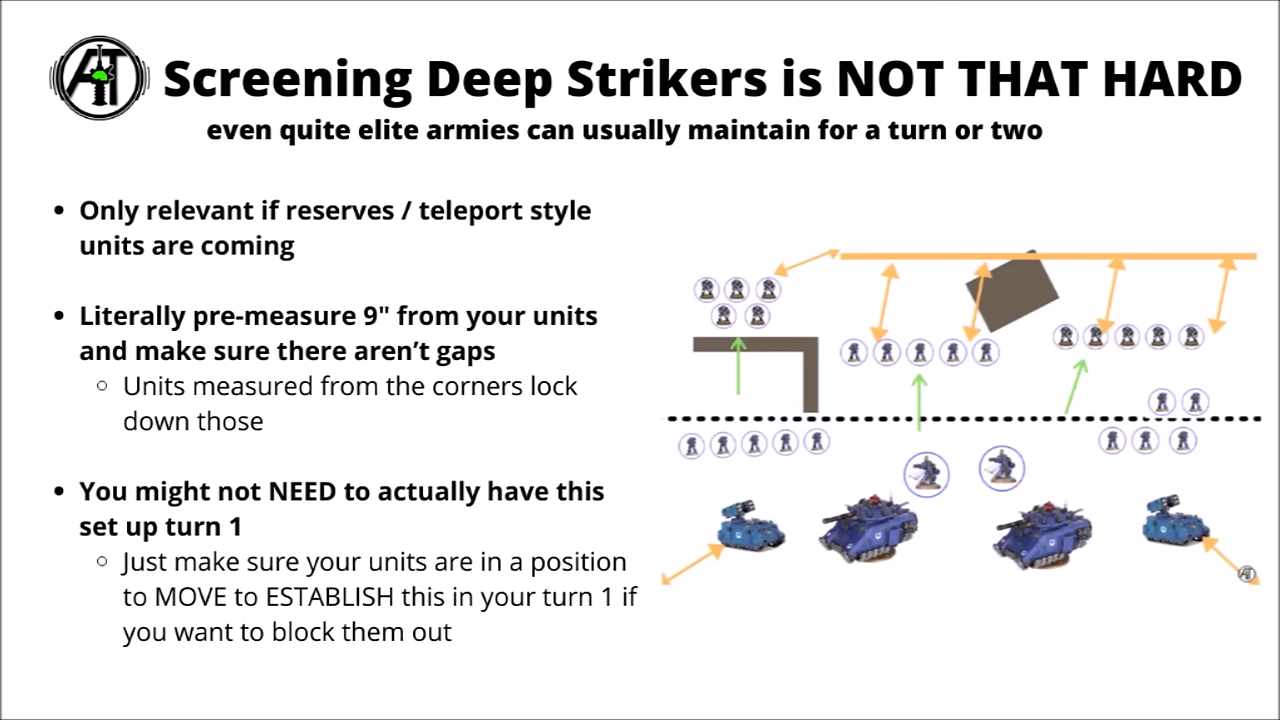 AT
Screening Deep Strikers is NOT THAT HARD
even quite elite armies can usually maintain for a turn or two
• Only relevant if reserves / teleport style
units are coming
• Literally pre-measure 9" from your units
and make sure there aren’t gaps
○ Units measured from the corners lock
down those
• You might not NEED to actually have this
set up turn 1
○ Just make sure your units are in a position
to MOVE to ESTABLISH this in your turn 1 if
you want to block them out
AT